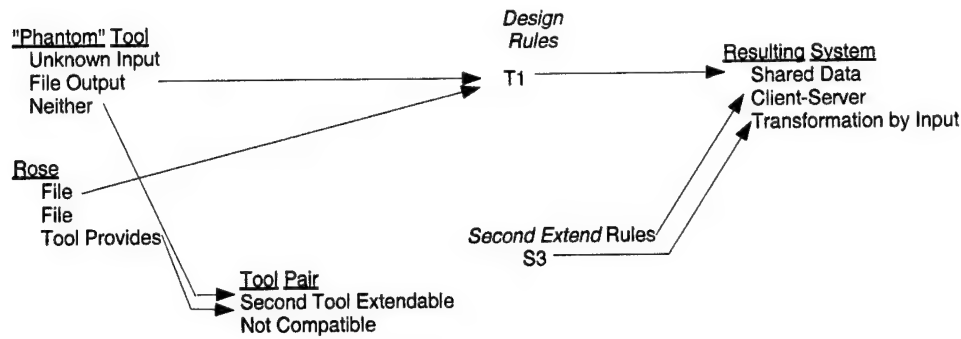 "Phantom" Tool
Unknown Input
File Output
Neither
Rose
File
File
Tool Provides
Tool Pair
Second Tool Extendable
Not Compatible
Design
Rules
T1
Second Extend Rules
S3
Resulting System
Shared Data
Client-Server
Transformation by Input